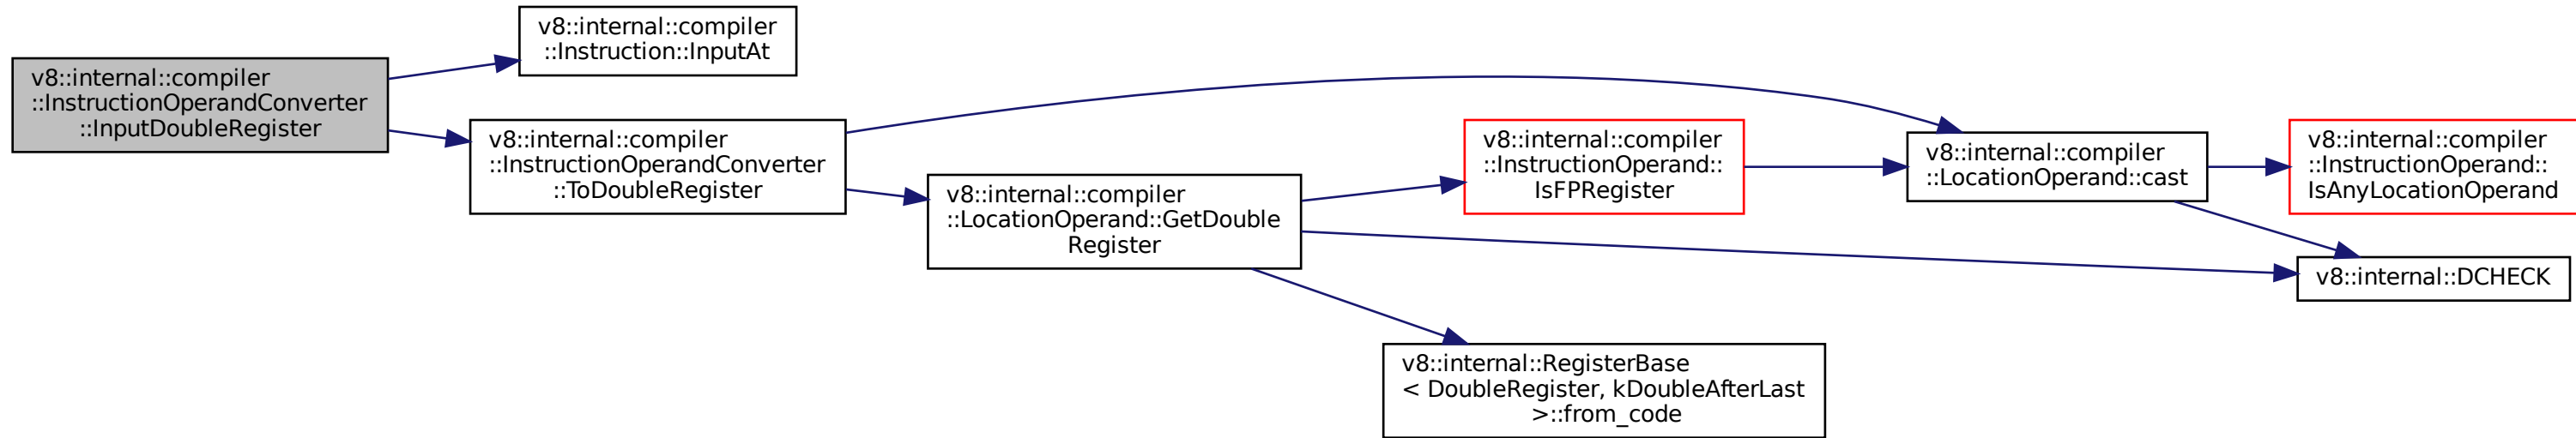 v8::internal::compiler
::InstructionOperandConverter
::InputDoubleRegister
v8::internal::compiler
::Instruction::InputAt
v8::internal::compiler
::InstructionOperandConverter
::ToDoubleRegister
v8::internal::compiler
::LocationOperand::GetDouble
Register
v8::internal::compiler
::InstructionOperand::
IsFPRegister
v8::internal::RegisterBase
< DoubleRegister, kDoubleAfterLast
>::from_code
v8::internal::compiler
::LocationOperand::cast
v8::internal::compiler
::InstructionOperand::
IsAnyLocationOperand
v8::internal::DCHECK